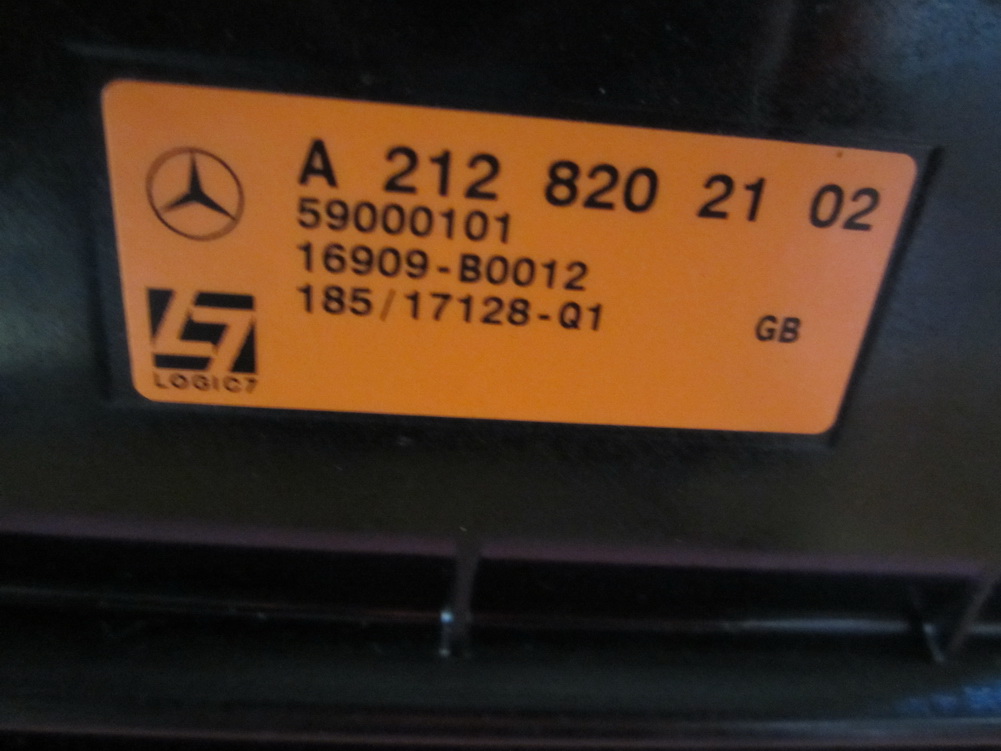 A 212 820 21 02
59000101
16909-B0012
185/17128-Q1
GB
LOGIC7